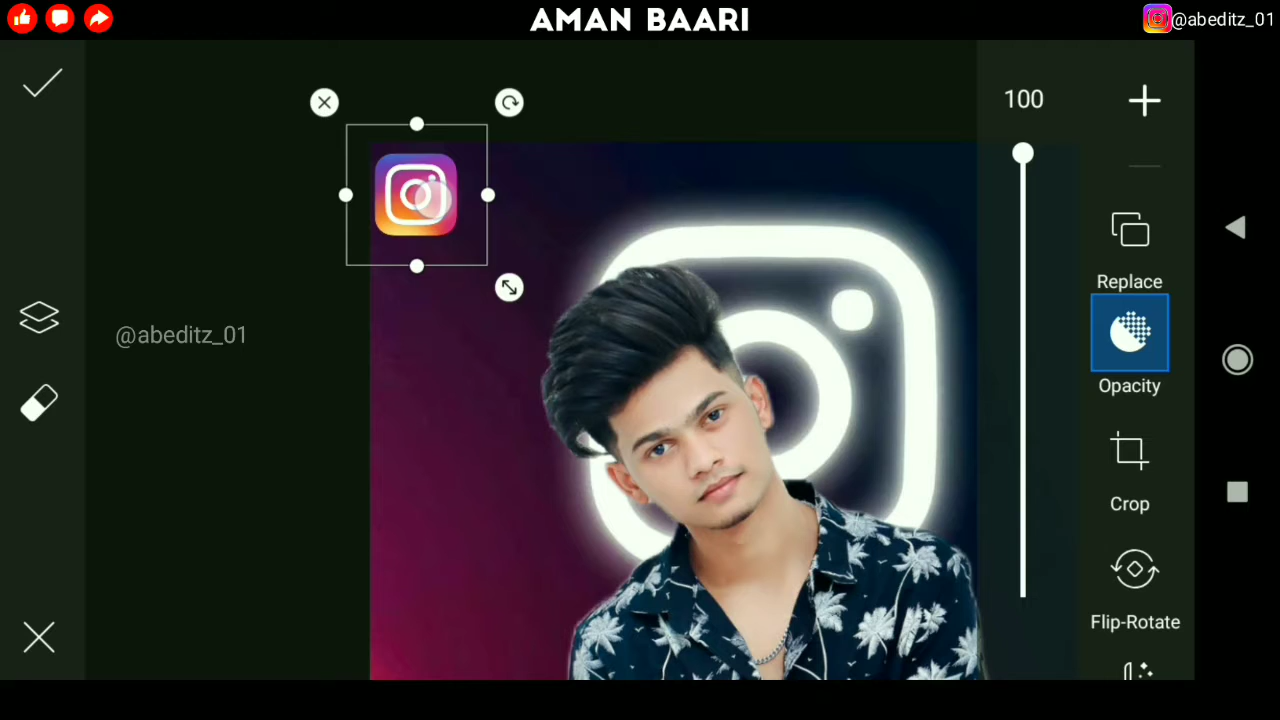 AMAN BAARI
@abeditz_01
100
Replace
@abeditz_01
Opacity
Crop
Flip-Rotate